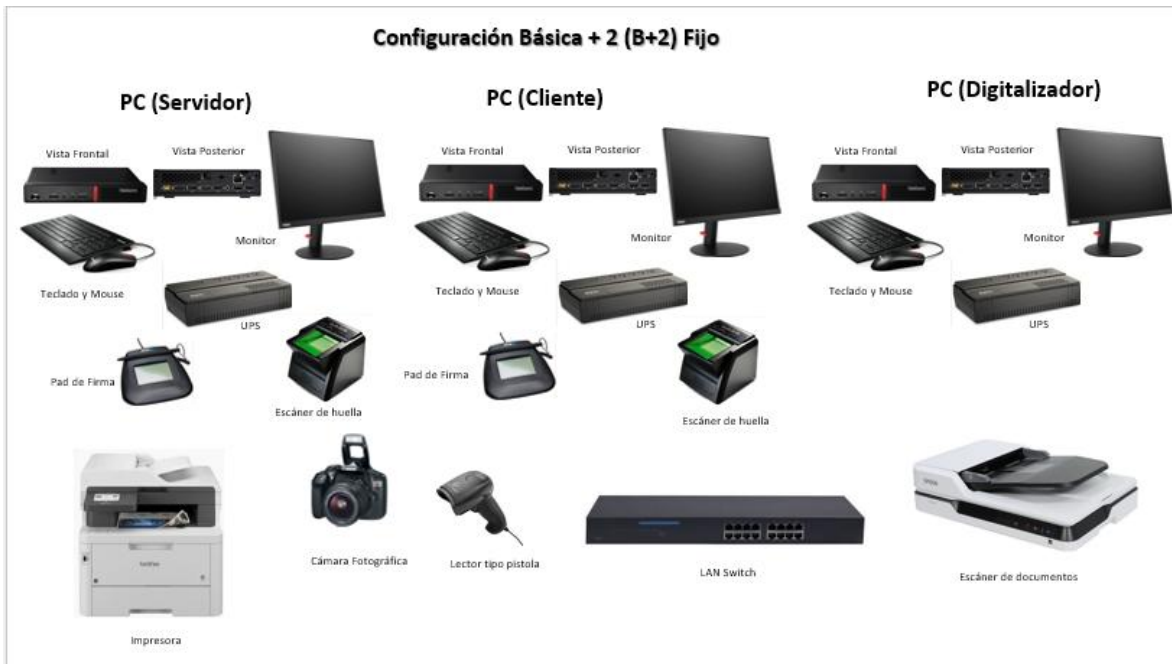 Configuración Básica + 2 (B+2) Fijo
PC (Servidor)
Vista Frontal
Vista Posterior
Monitor
Teclado y Mouse
UPS
Pad de Firma
Escáner de huella
PC (Cliente)
Vista Frontal
Vista Posterior
Monitor
Teclado y Mouse
UPS
Pad de Firma
Escáner de huella
PC (Digitalizador)
Vista Frontal
Vista Posterior
Monitor
Teclado y Mouse
UPS
brother
Impresora
Cámara Fotográfica
Lector tipo pistola
LAN Switch
EPSON
Escáner de documentos